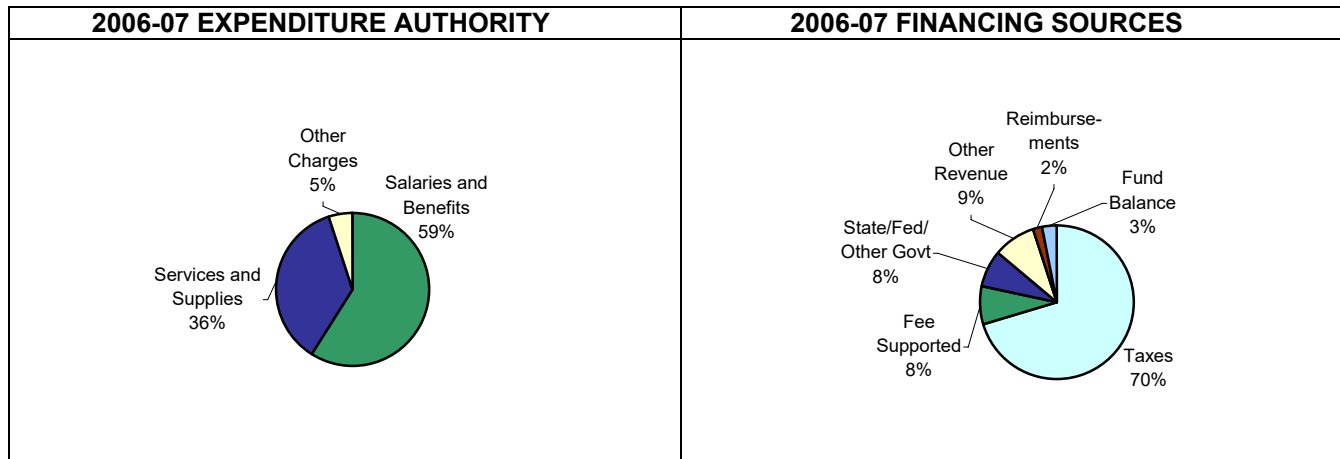 2006-07 EXPENDITURE AUTHORITY
Other
Charges
5%
Salaries and
Benefits
59%
Services and
Supplies
36%
2006-07 FINANCING SOURCES
Reimburse-
ments
2%
Other
Revenue
9%
Fund
Balance
3%
State/Fed/
Other Govt
8%
Fee
Supported
8%
Taxes
70%